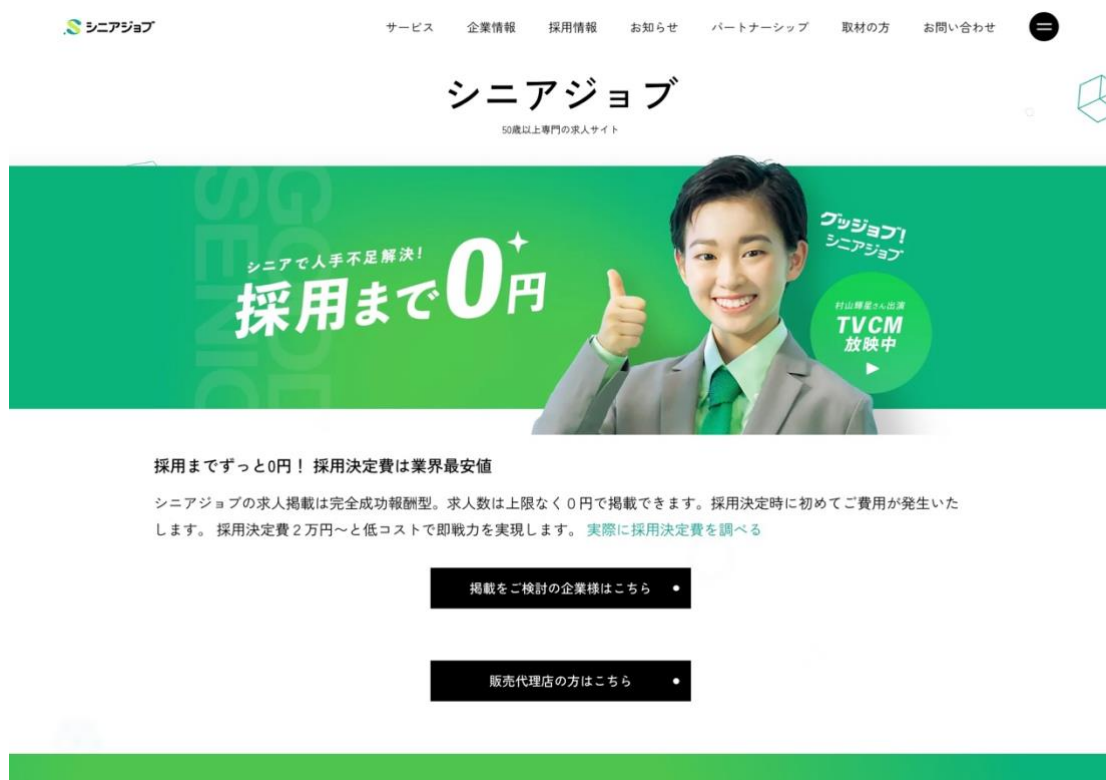 シニアジョブ
サービス 企業情報 採用情報 お知らせ パートナーシップ 取材の方 お問い合わせ
シニアジョブ
50歳以上専門の求人サイト
シニアで人手不足解決!
採用まで0円
グッジョブ!
シニアジョブ
村山輝星さん出演
TVCM
放映中
採用までずっと0円! 採用決定費は業界最安値
シニアジョブの求人掲載は完全成功報酬型。求人数は上限なく0円で掲載できます。採用決定時に初めてご費用が発生いた
します。 採用決定費2万円〜と低コストで即戦力を実現します。 実際に採用決定費を調べる
掲載をご検討の企業様はこちら
販売代理店の方はこちら